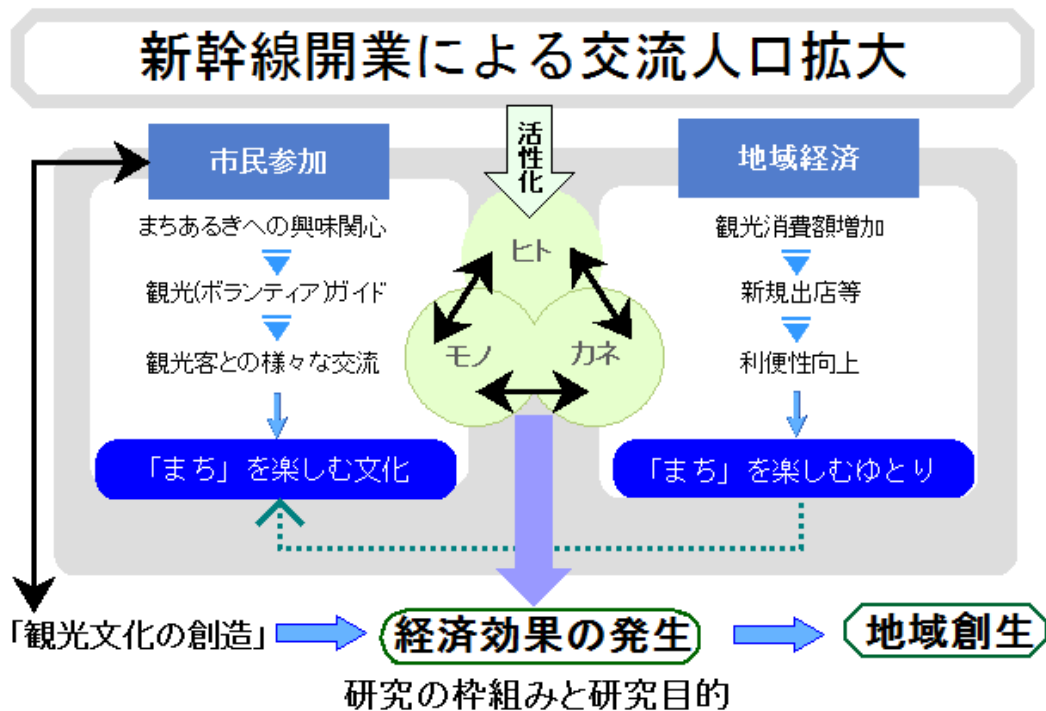 新幹線開業による交流人口拡大
活性化
市民参加
まちあるきへの興味関心
観光(ボランティア)ガイド
観光客との様々な交流
「まち」を楽しむ文化
ヒト
モノ
カネ
地域経済
観光消費額増加
新規出店等
利便性向上
「まち」を楽しむゆとり
「観光文化の創造」
経済効果の発生
地域創生
研究の枠組みと研究目的